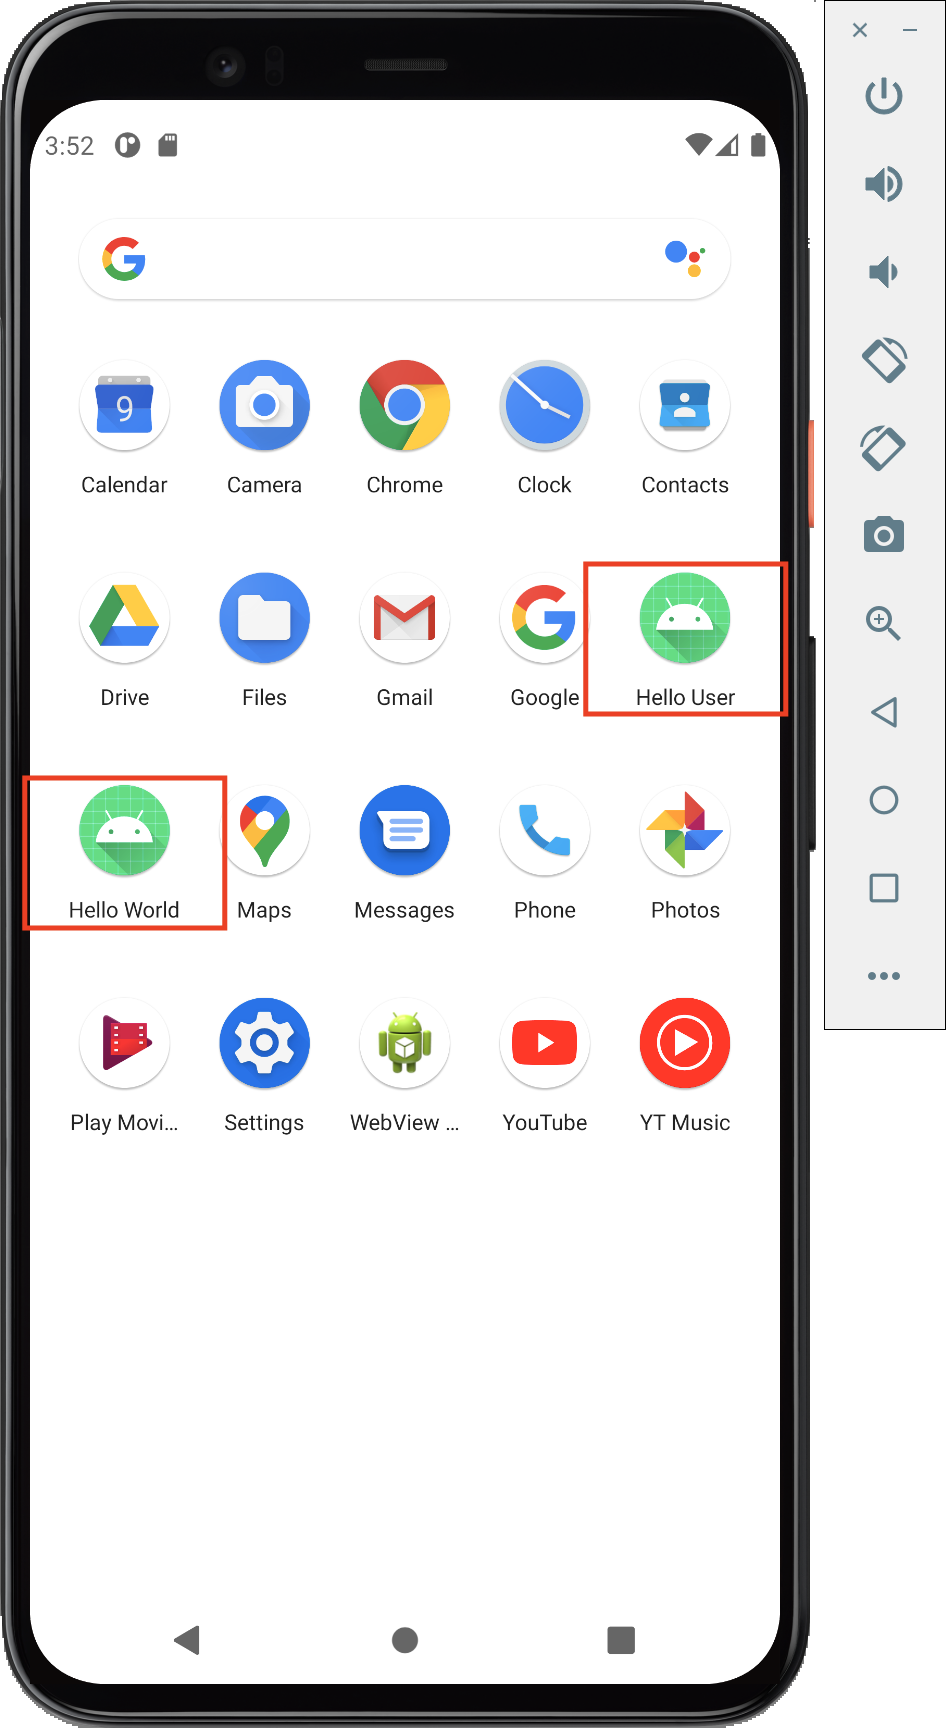 3:52
9
Calendar Camera Chrome Clock Contacts
Drive Files Gmail Google Hello User
Hello World Maps Messages Phone Photos
Play Movi... Settings WebView ... YouTube YT Music